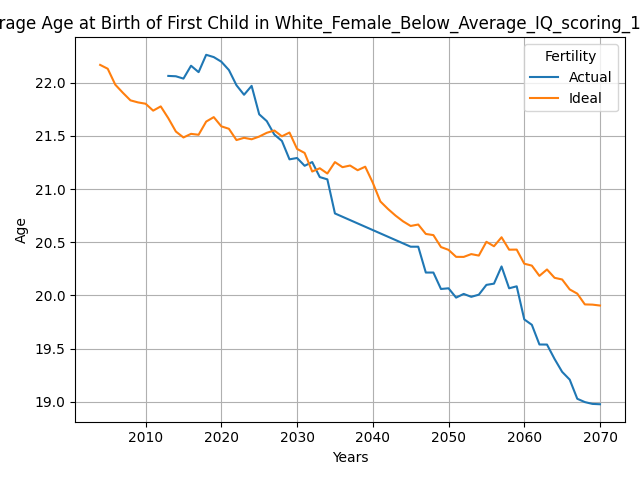 rage Age at Birth of First Child in White_Female_Below_Average_IQ_scoring_1
Fertility
Actual
Ideal
22.0
21.5
21.0
20.5
20.0
19.5
19.0
Age
2010 2020 2030 2040 2050 2060 2070
Years